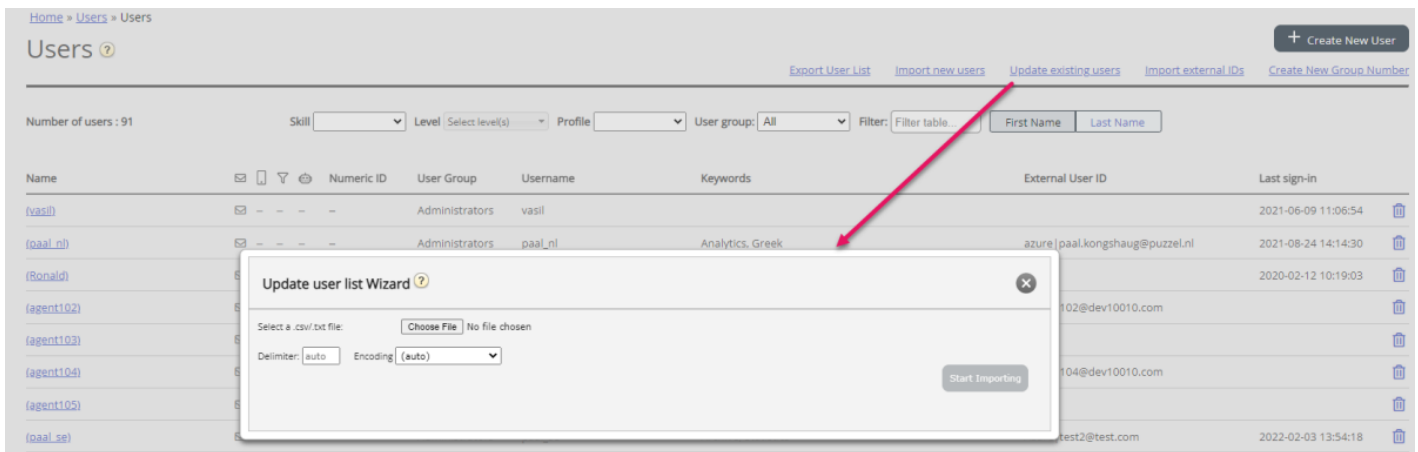 Home » Users » Users
Users ?
+ Create New User
Export User List Import new users Update existing users Import external IDs Create New Group Number
Number of users : 91 Skill Level Select level(s) Profile User group: All Filter: Filter table... First Name Last Name
Name Numeric ID User Group Username Keywords External User ID Last sign-in
(vasil) – – – – Administrators vasil 2021-06-09 11:06:54
(paal_nl) – – – – Administrators paal_nl Analytics, Greek azure|paal.kongshaug@puzzel.nl 2021-08-24 14:14:30
(Ronald) 2020-02-12 10:19:03
Update user list Wizard ?
(agent102) 102@dev10010.com
Select a .csv/.txt file: Choose File No file chosen
(agent103)
Delimiter: auto Encoding (auto)
(agent104) 104@dev10010.com
Start Importing
(agent105)
(paal_se) test2@test.com 2022-02-03 13:54:18